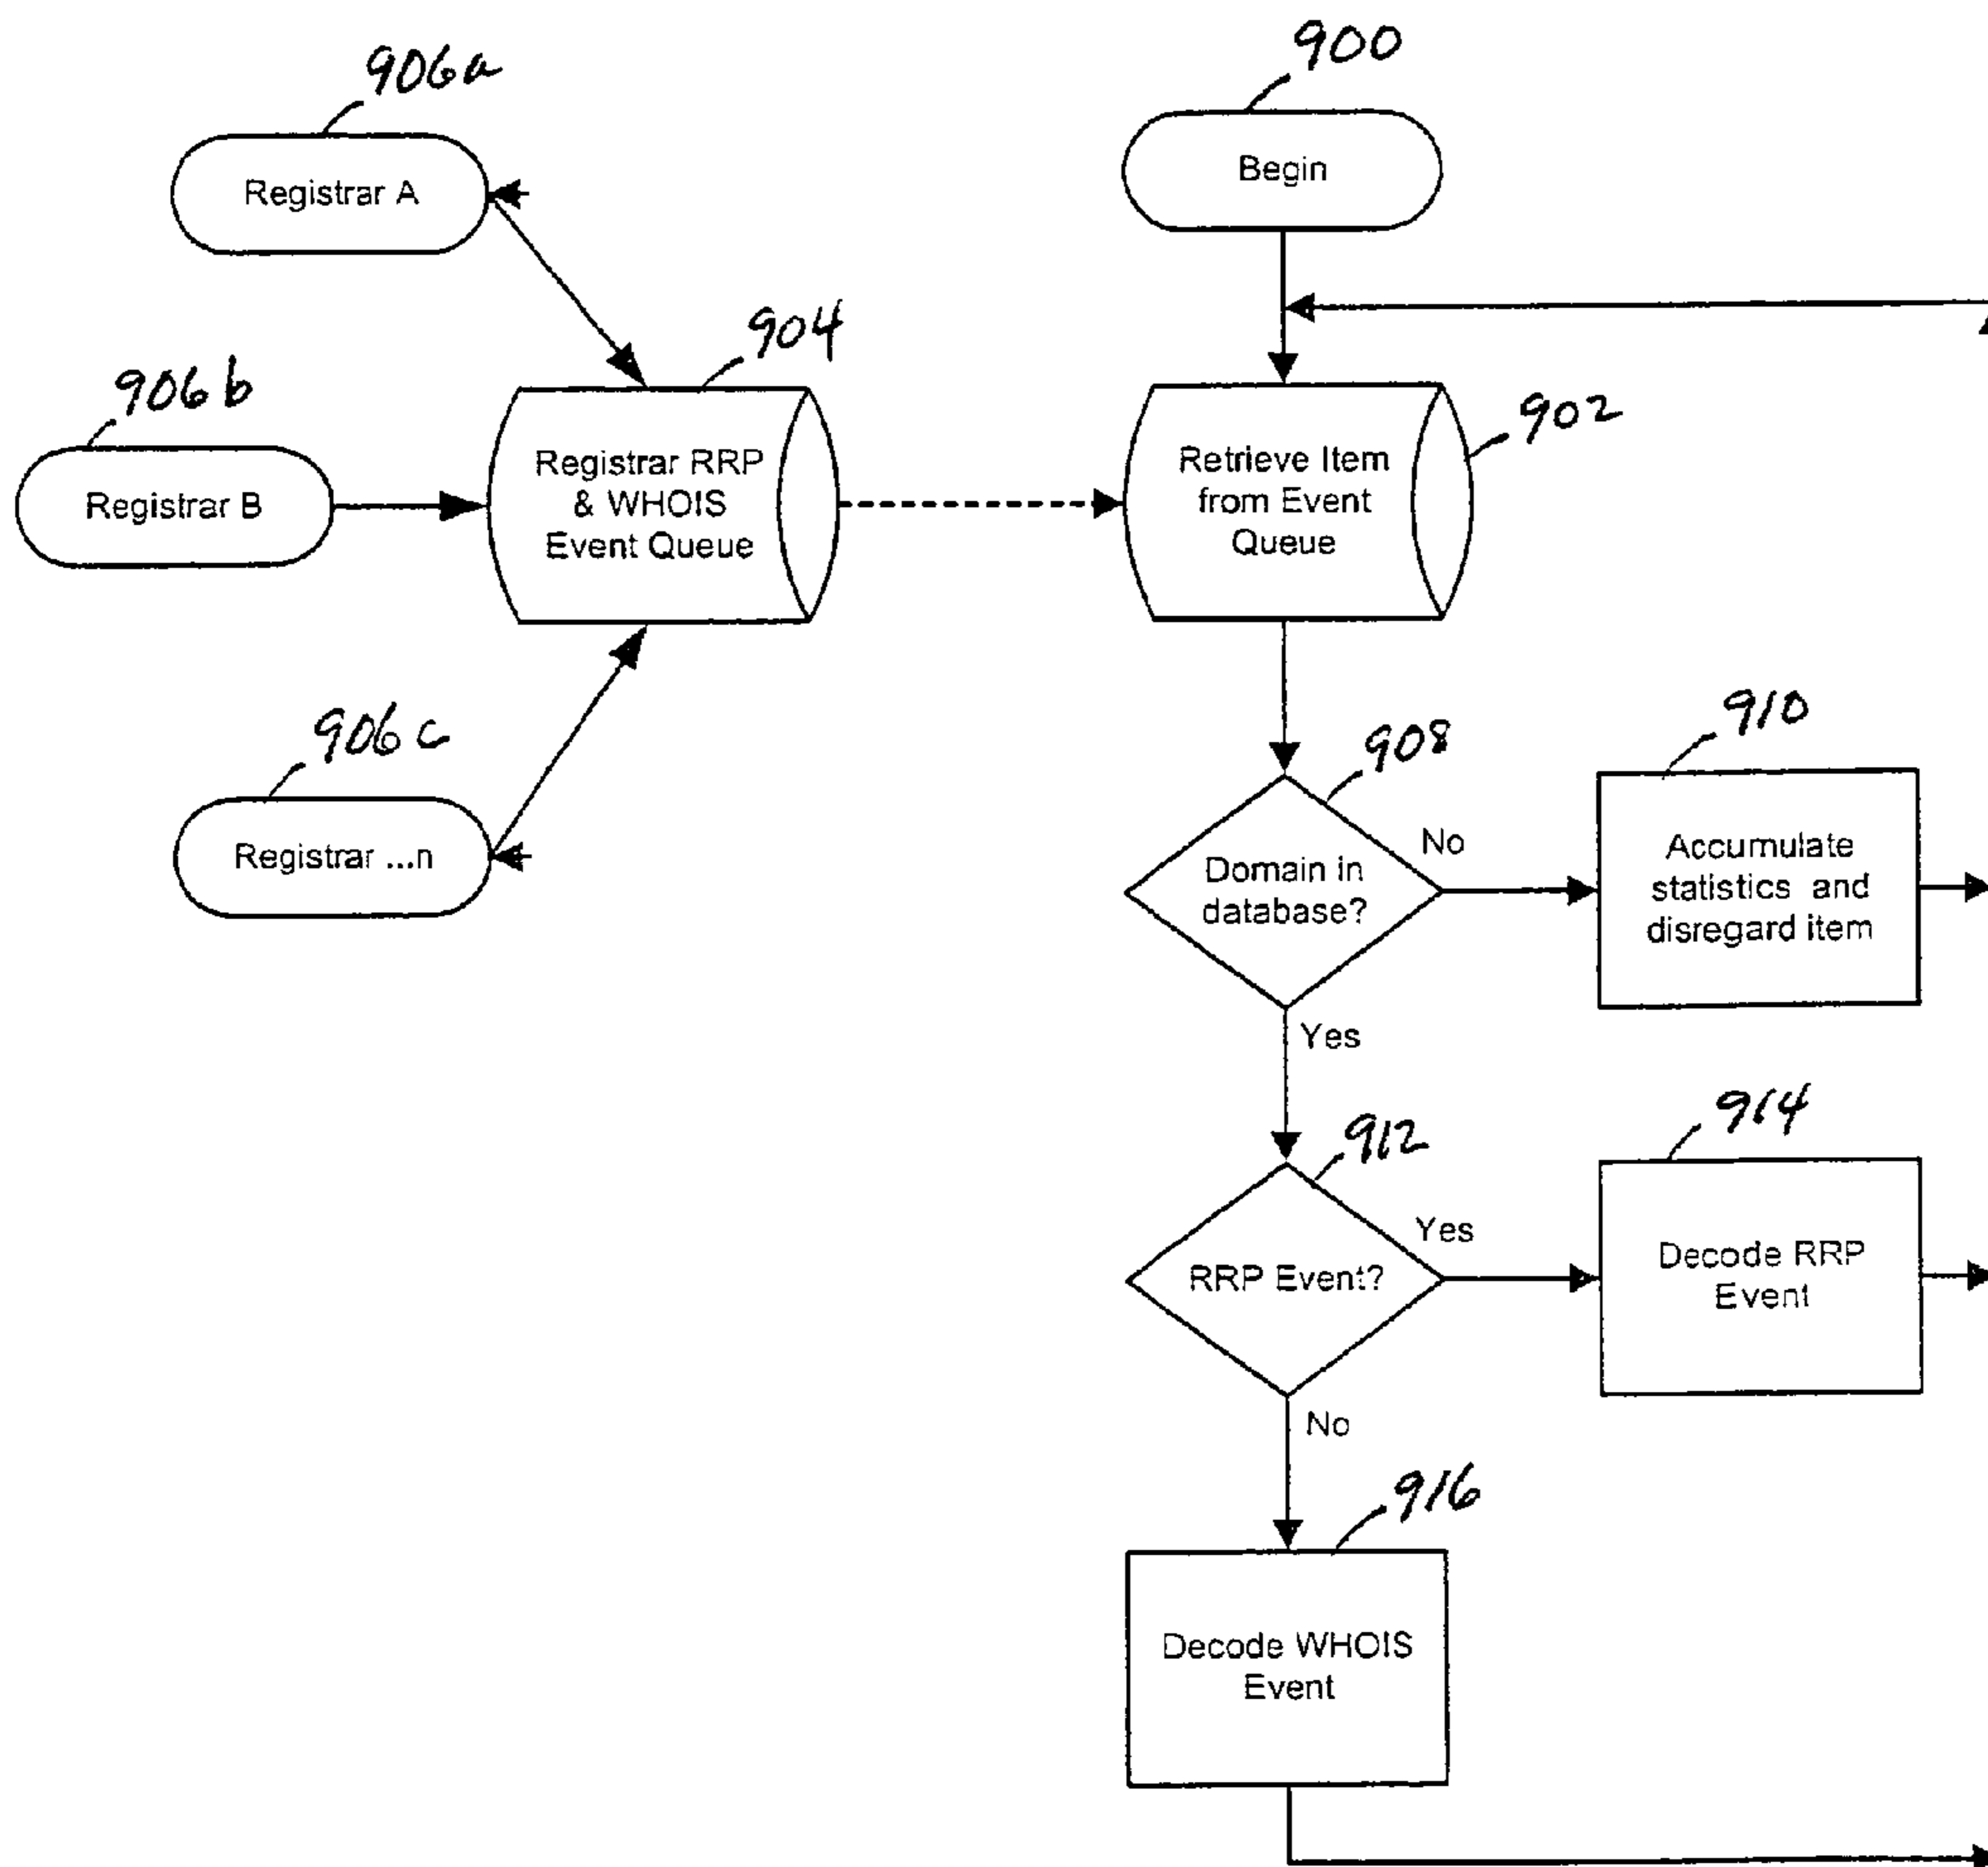 906a
Registrar A
900
Begin
904
Registrar RRP
& WHOIS
Event Queue
906b
Registrar B
902
Retrieve Item
from Event
Queue
906c
Registrar ...n
908
Domain in
database?
No
Yes
910
Accumulate
statistics and
disregard item
912
RRP Event?
Yes
No
914
Decode RRP
Event
916
Decode WHOIS
Event